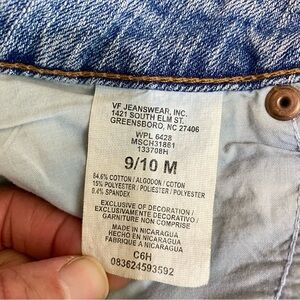 VF JEANSWEAR, INC.
1421 SOUTH ELM ST.
GREENSBORO, NC 27406
WPL 6428
MSCH31861
133708H
9/10 M
84.6% COTTON / ALGODON / COTON
15% POLYESTER / POLIESTER / POLYESTER
0.4% SPANDEX
EXCLUSIVE OF DECORATION /
EXCLUSIVAMENTE DECORATIVO /
GARNITURE NON COMPRISE
MADE IN NICARAGUA
HECHO EN NICARAGUA
FABRIQUE A NICARAGUA
C6H
083624593592